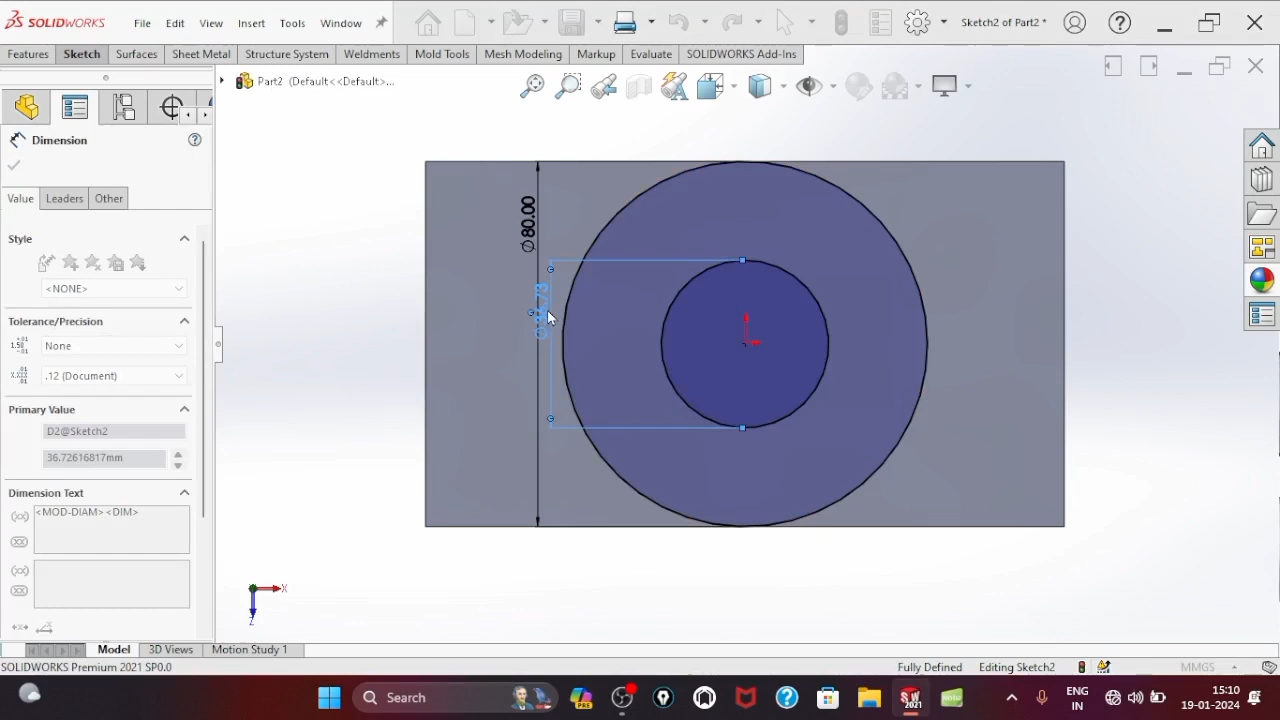 SOLIDWORKS File Edit View Insert Tools Window Sketch2 of Part2 *
Features Sketch Surfaces Sheet Metal Structure System Weldments Mold Tools Mesh Modeling Markup Evaluate SOLIDWORKS Add-Ins
Part2 (Default<<Default>...
Dimension
Value Leaders Other
Style
<NONE>
Tolerance/Precision
None
.12 (Document)
Primary Value
D2@Sketch2
36.72616817mm
Dimension Text
<MOD-DIAM><DIM>
∅80.00
X
Model 3D Views Motion Study 1
SOLIDWORKS Premium 2021 SP0.0 Fully Defined Editing Sketch2 MMGS
Search
ENG
IN
15:10
19-01-2024